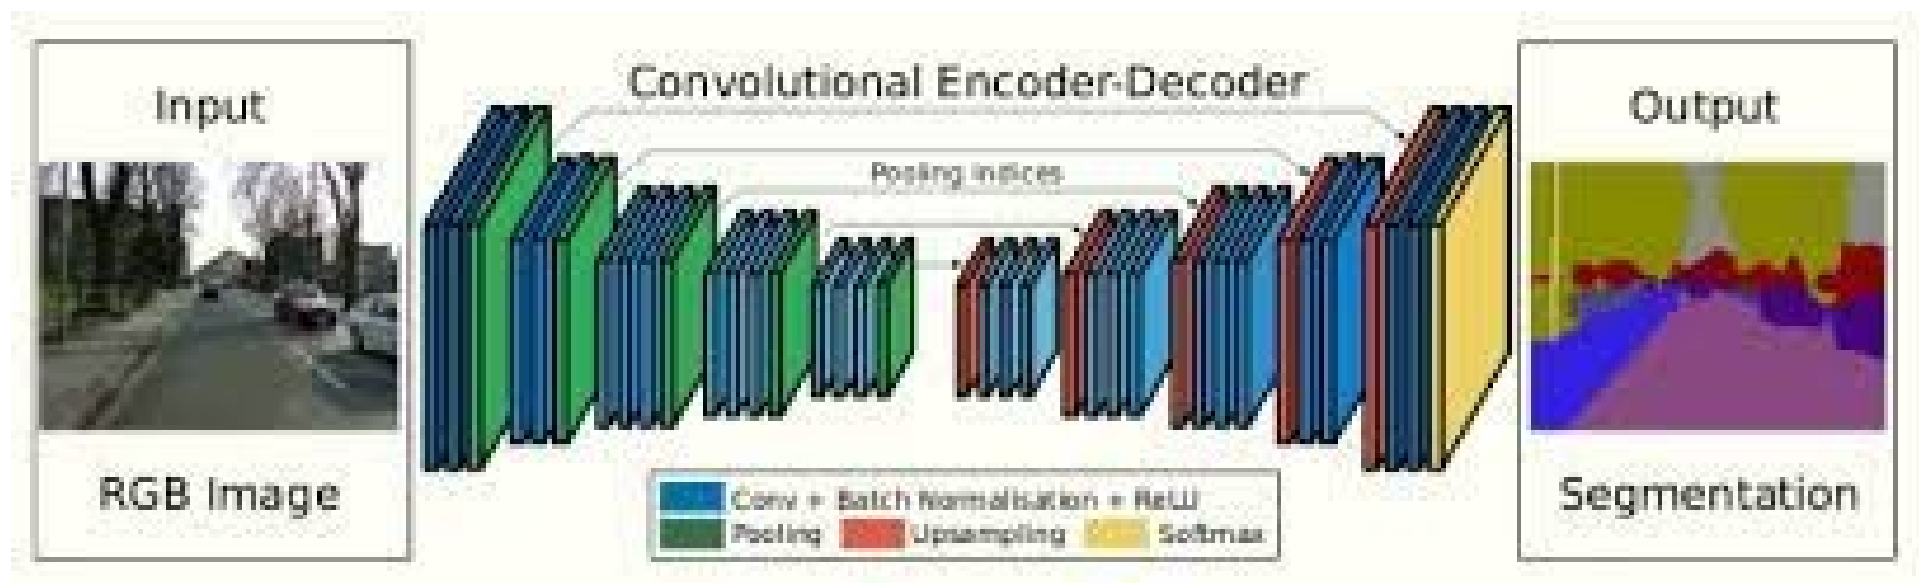 Input
RGB Image
Convolutional Encoder-Decoder
Pooling Indices
Conv + Batch Normalisation + ReLU
Pooling Upsampling Softmax
Output
Segmentation